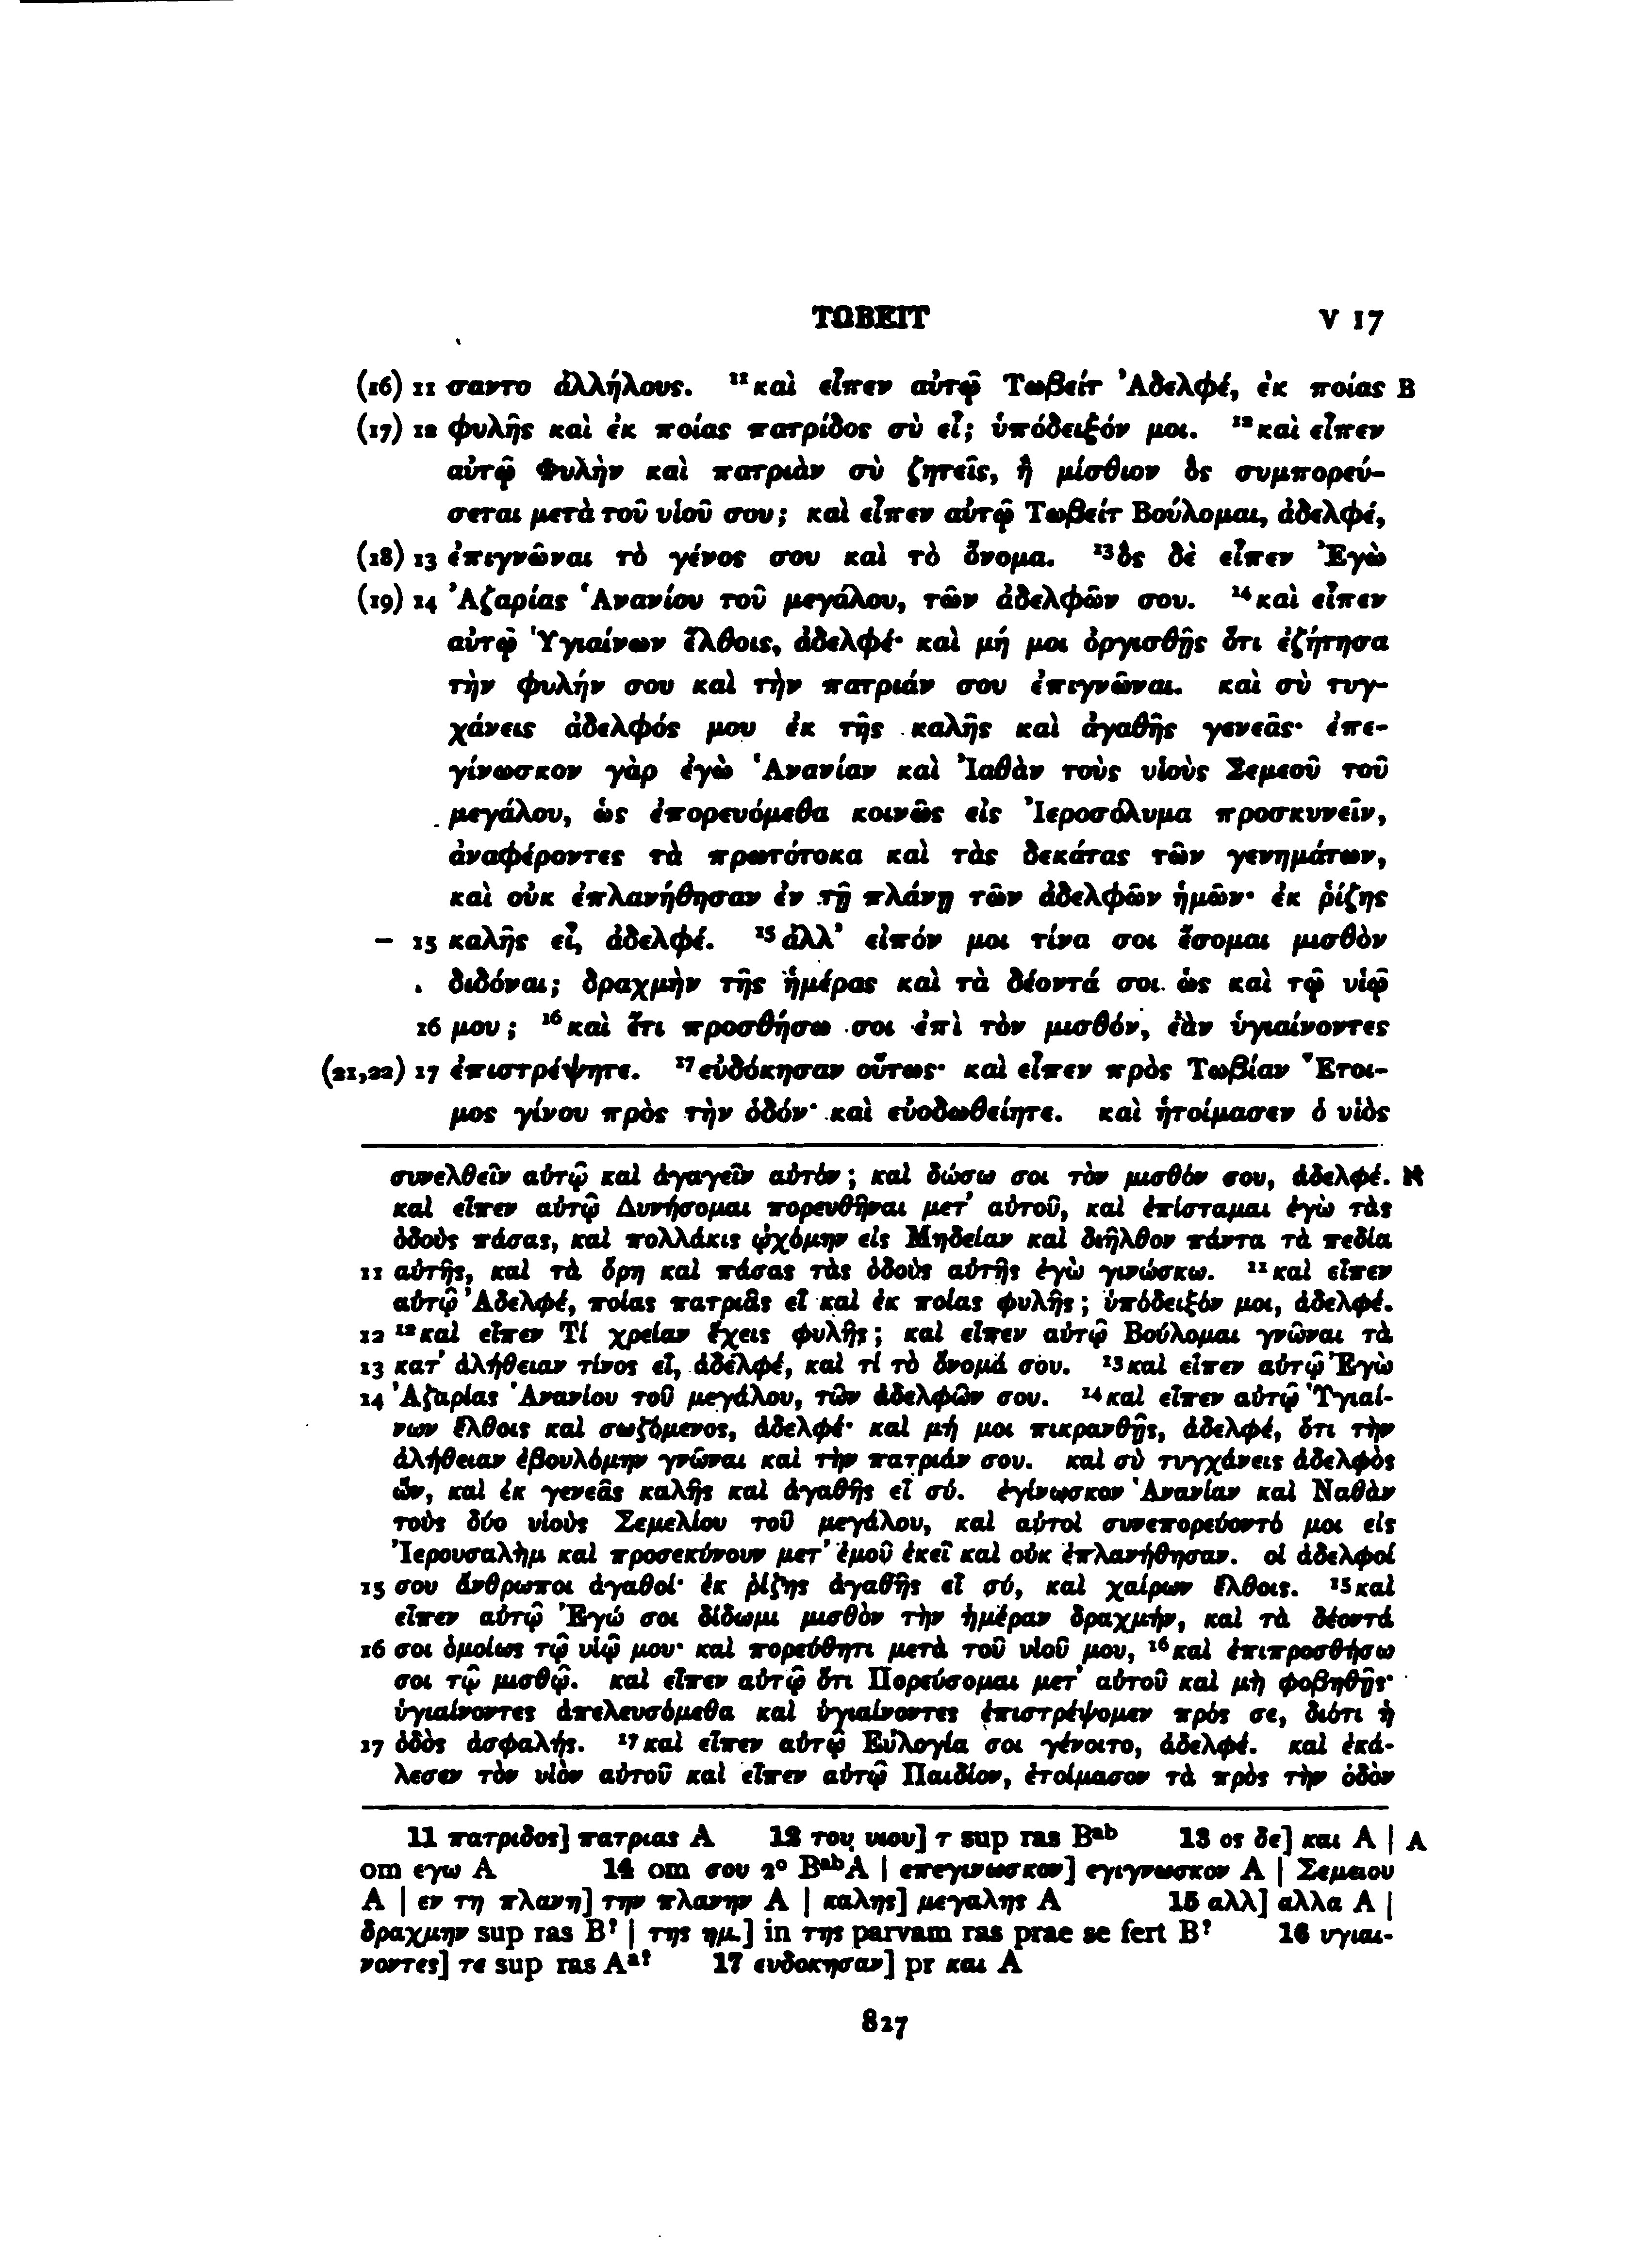 ΤΩΒΕΙΤ V 17
(16) 11 σαντο ἀλλήλους. ¹¹καὶ εἶπεν αὐτῷ Τωβείτ Ἀδελφέ, ἐκ ποίας B
(17) 12 φυλῆς καὶ ἐκ ποίας πατρίδος σὺ εἶ; ὑπόδειξόν μοι. ¹²καὶ εἶπεν
αὐτῷ Φυλὴν καὶ πατριὰν σὺ ζητεῖς, ἢ μίσθιον ὃς συμπορεύ-
σεται μετὰ τοῦ υἱοῦ σου; καὶ εἶπεν αὐτῷ Τωβείτ Βούλομαι, ἀδελφέ,
(18) 13 ἐπιγνῶναι τὸ γένος σου καὶ τὸ ὄνομα. ¹³ὃς δὲ εἶπεν Ἐγὼ
(19) 14 Ἀζαρίας Ἁνανίου τοῦ μεγάλου, τῶν ἀδελφῶν σου. ¹⁴καὶ εἶπεν
αὐτῷ Ὑγιαίνων ἔλθοις, ἀδελφέ· καὶ μή μοι ὀργισθῇς ὅτι ἐζήτησα
τὴν φυλήν σου καὶ τὴν πατριάν σου ἐπιγνῶναι. καὶ σὺ τυγ-
χάνεις ἀδελφός μου ἐκ τῆς καλῆς καὶ ἀγαθῆς γενεᾶς· ἐπε-
γίνωσκον γὰρ ἐγὼ Ἁνανίαν καὶ Ἰαθὰν τοὺς υἱοὺς Σεμεοῦ τοῦ
μεγάλου, ὡς ἐπορευόμεθα κοινῶς εἰς Ἰεροσόλυμα προσκυνεῖν,
ἀναφέροντες τὰ πρωτότοκα καὶ τὰς δεκάτας τῶν γενημάτων,
καὶ οὐκ ἐπλανήθησαν ἐν τῇ πλάνῃ τῶν ἀδελφῶν ἡμῶν· ἐκ ῥίζης
– 15 καλῆς εἶ, ἀδελφέ. ¹⁵ἀλλ’ εἰπόν μοι τίνα σοι ἔσομαι μισθὸν
διδόναι; δραχμὴν τῆς ἡμέρας καὶ τὰ δέοντά σοι ὡς καὶ τῷ υἱῷ
16 μου; ¹⁶καὶ ἔτι προσθήσω σοι ἐπὶ τὸν μισθόν, ἐὰν ὑγιαίνοντες
(21,22) 17 ἐπιστρέψητε. ¹⁷εὐδόκησαν οὕτως· καὶ εἶπεν πρὸς Τωβίαν Ἕτοι-
μος γίνου πρὸς τὴν ὁδόν· καὶ εὐοδωθείητε. καὶ ἡτοίμασεν ὁ υἱὸς
συνελθεῖν αὐτῷ καὶ ἀγαγεῖν αὐτόν; καὶ δώσω σοι τὸν μισθόν σου, ἀδελφέ. א
καὶ εἶπεν αὐτῷ Δυνήσομαι πορευθῆναι μετ’ αὐτοῦ, καὶ ἐπίσταμαι ἐγὼ τὰς
ὁδοὺς πάσας, καὶ πολλάκις ᾠχόμην εἰς Μηδείαν καὶ διῆλθον πάντα τὰ πεδία
11 αὐτῆς, καὶ τὰ ὄρη καὶ πάσας τὰς ὁδοὺς αὐτῆς ἐγὼ γινώσκω. ¹¹καὶ εἶπεν
αὐτῷ Ἀδελφέ, ποίας πατριᾶς εἶ καὶ ἐκ ποίας φυλῆς; ὑπόδειξόν μοι, ἀδελφέ.
12 ¹²καὶ εἶπεν Τί χρείαν ἔχεις φυλῆς; καὶ εἶπεν αὐτῷ Βούλομαι γνῶναι τὰ
13 κατ’ ἀλήθειαν τίνος εἶ, ἀδελφέ, καὶ τί τὸ ὄνομά σου. ¹³καὶ εἶπεν αὐτῷ Ἐγὼ
14 Ἀζαρίας Ἁνανίου τοῦ μεγάλου, τῶν ἀδελφῶν σου. ¹⁴καὶ εἶπεν αὐτῷ Ὑγιαί-
νων ἔλθοις καὶ σωζόμενος, ἀδελφέ· καὶ μή μοι πικρανθῇς, ἀδελφέ, ὅτι τὴν
ἀλήθειαν ἐβουλόμην γνῶναι καὶ τὴν πατριάν σου. καὶ σὺ τυγχάνεις ἀδελφὸς
ὤν, καὶ ἐκ γενεᾶς καλῆς καὶ ἀγαθῆς εἶ σύ. ἐγίνωσκον Ἁνανίαν καὶ Ναθὰν
τοὺς δύο υἱοὺς Σεμελίου τοῦ μεγάλου, καὶ αὐτοὶ συνεπορεύοντό μοι εἰς
Ἰερουσαλὴμ καὶ προσεκύνουν μετ’ ἐμοῦ ἐκεῖ καὶ οὐκ ἐπλανήθησαν. οἱ ἀδελφοί
15 σου ἄνθρωποι ἀγαθοί· ἐκ ῥίζης ἀγαθῆς εἶ σύ, καὶ χαίρων ἔλθοις. ¹⁵καὶ
εἶπεν αὐτῷ Ἐγώ σοι δίδωμι μισθὸν τὴν ἡμέραν δραχμήν, καὶ τὰ δέοντά
16 σοι ὁμοίως τῷ υἱῷ μου· καὶ πορεύθητι μετὰ τοῦ υἱοῦ μου, ¹⁶καὶ ἐπιπροσθήσω
σοι τῷ μισθῷ. καὶ εἶπεν αὐτῷ ὅτι Πορεύσομαι μετ’ αὐτοῦ καὶ μὴ φοβηθῇς·
ὑγιαίνοντες ἀπελευσόμεθα καὶ ὑγιαίνοντες ἐπιστρέψομεν πρός σε, διότι ἡ
17 ὁδὸς ἀσφαλής. ¹⁷καὶ εἶπεν αὐτῷ Εὐλογία σοι γένοιτο, ἀδελφέ. καὶ ἐκά-
λεσεν τὸν υἱὸν αὐτοῦ καὶ εἶπεν αὐτῷ Παιδίον, ἑτοίμασον τὰ πρὸς τὴν ὁδὸν
11 πατριδος] πατριας A 12 του υιου] τ sup ras Bᵃᵇ 13 ος δε] και A | A
om εγω A 14 om σου 2° BᵃᵇA | επεγινωσκον] εγιγνωσκον A | Σεμειου
A | εν τη πλανη] την πλανην A | καλης] μεγαλης A 15 αλλ] αλλα A |
δραχμην sup ras B? | της ημ.] in της parvam ras prae se fert B? 16 υγιαι-
νοντες] τε sup ras Aᵃ? 17 ευδοκησαν] pr και A
827